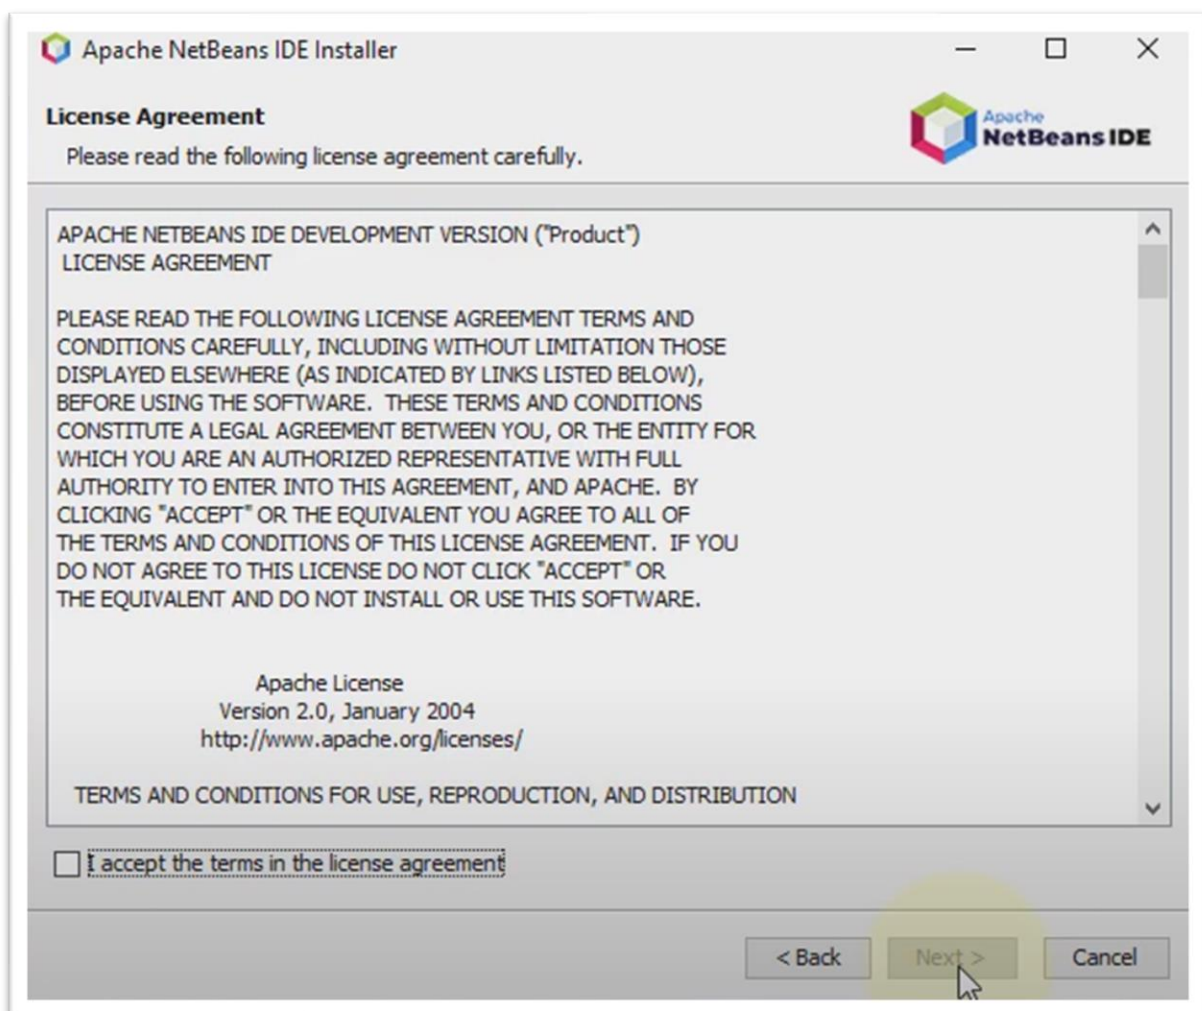 Apache NetBeans IDE Installer
License Agreement
Please read the following license agreement carefully.
Apache
NetBeans IDE
APACHE NETBEANS IDE DEVELOPMENT VERSION ("Product")
LICENSE AGREEMENT
PLEASE READ THE FOLLOWING LICENSE AGREEMENT TERMS AND
CONDITIONS CAREFULLY, INCLUDING WITHOUT LIMITATION THOSE
DISPLAYED ELSEWHERE (AS INDICATED BY LINKS LISTED BELOW),
BEFORE USING THE SOFTWARE. THESE TERMS AND CONDITIONS
CONSTITUTE A LEGAL AGREEMENT BETWEEN YOU, OR THE ENTITY FOR
WHICH YOU ARE AN AUTHORIZED REPRESENTATIVE WITH FULL
AUTHORITY TO ENTER INTO THIS AGREEMENT, AND APACHE. BY
CLICKING "ACCEPT" OR THE EQUIVALENT YOU AGREE TO ALL OF
THE TERMS AND CONDITIONS OF THIS LICENSE AGREEMENT. IF YOU
DO NOT AGREE TO THIS LICENSE DO NOT CLICK "ACCEPT" OR
THE EQUIVALENT AND DO NOT INSTALL OR USE THIS SOFTWARE.
Apache License
Version 2.0, January 2004
http://www.apache.org/licenses/
TERMS AND CONDITIONS FOR USE, REPRODUCTION, AND DISTRIBUTION
I accept the terms in the license agreement
< Back
Next >
Cancel